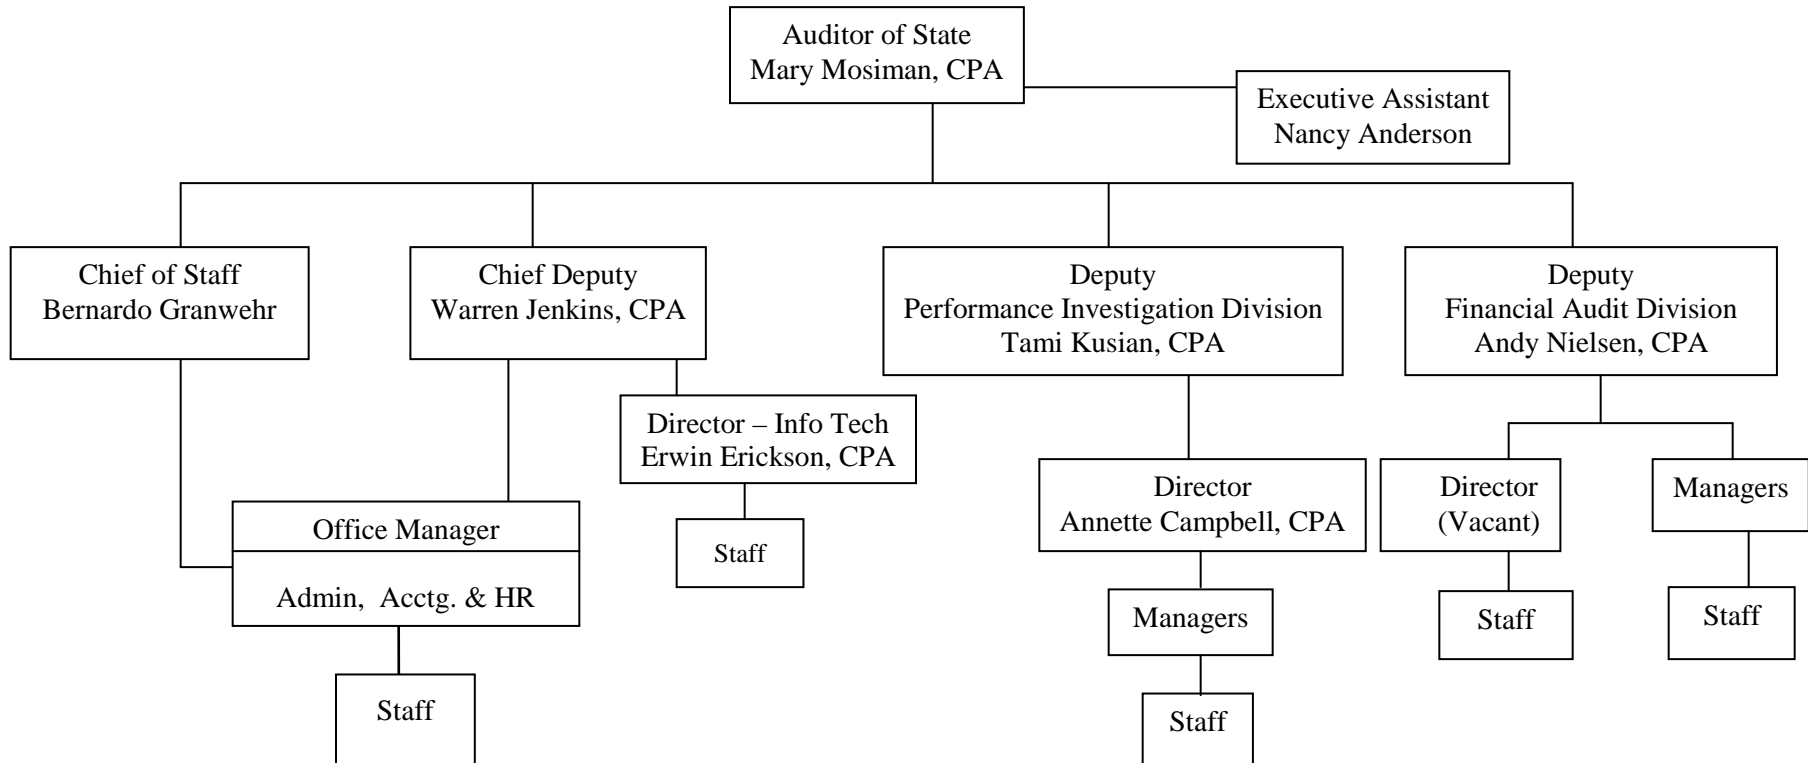 Auditor of State
Mary Mosiman, CPA
Executive Assistant
Nancy Anderson
Chief of Staff
Bernardo Granwehr
Chief Deputy
Warren Jenkins, CPA
Deputy
Performance Investigation Division
Tami Kusian, CPA
Deputy
Financial Audit Division
Andy Nielsen, CPA
Director – Info Tech
Erwin Erickson, CPA
Staff
Office Manager
Admin, Acctg. & HR
Staff
Director
Annette Campbell, CPA
Managers
Staff
Director
(Vacant)
Staff
Managers
Staff